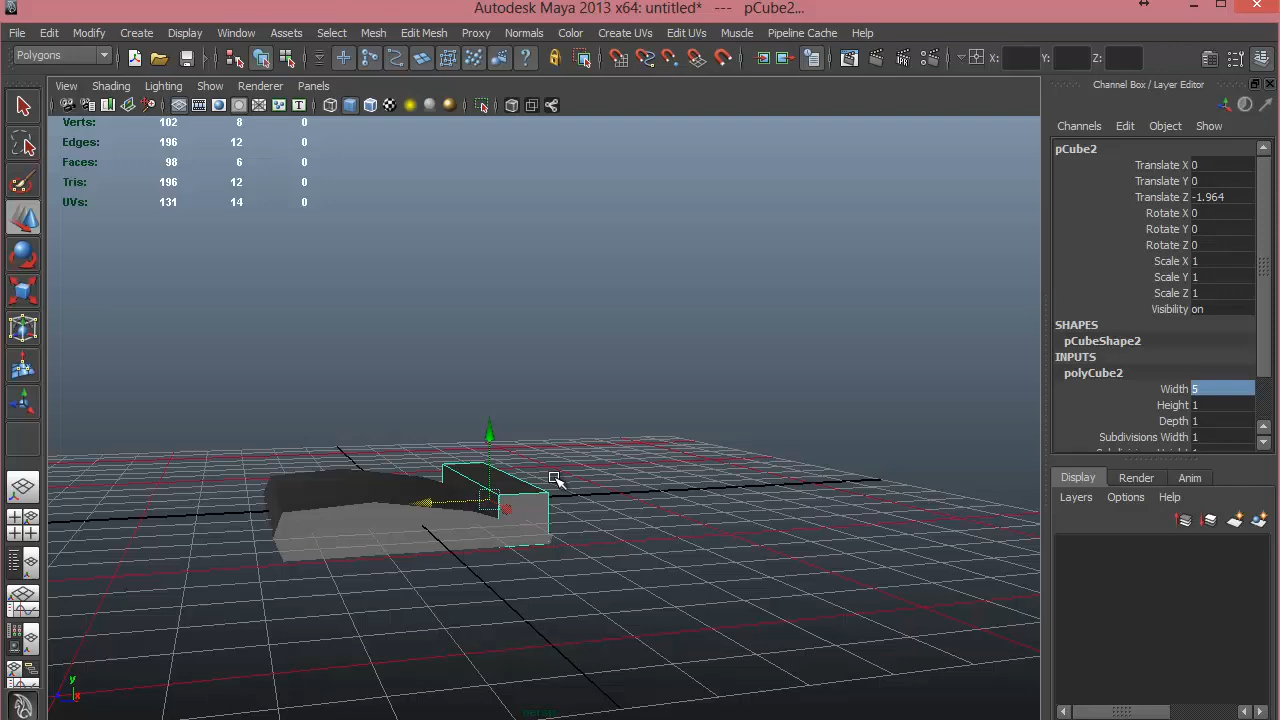 Autodesk Maya 2013 x64: untitled* --- pCube2...
File Edit Modify Create Display Window Assets Select Mesh Edit Mesh Proxy Normals Color Create UVs Edit UVs Muscle Pipeline Cache Help
Polygons X: Y: Z:
View Shading Lighting Show Renderer Panels
Channel Box / Layer Editor
Channels Edit Object Show
Verts: 102 8 0
Edges: 196 12 0
Faces: 98 6 0
Tris: 196 12 0
UVs: 131 14 0
pCube2
Translate X 0
Translate Y 0
Translate Z -1.964
Rotate X 0
Rotate Y 0
Rotate Z 0
Scale X 1
Scale Y 1
Scale Z 1
Visibility on
SHAPES
pCubeShape2
INPUTS
polyCube2
Width 5
Height 1
Depth 1
Subdivisions Width 1
Display Render Anim
Layers Options Help
y
x
persp